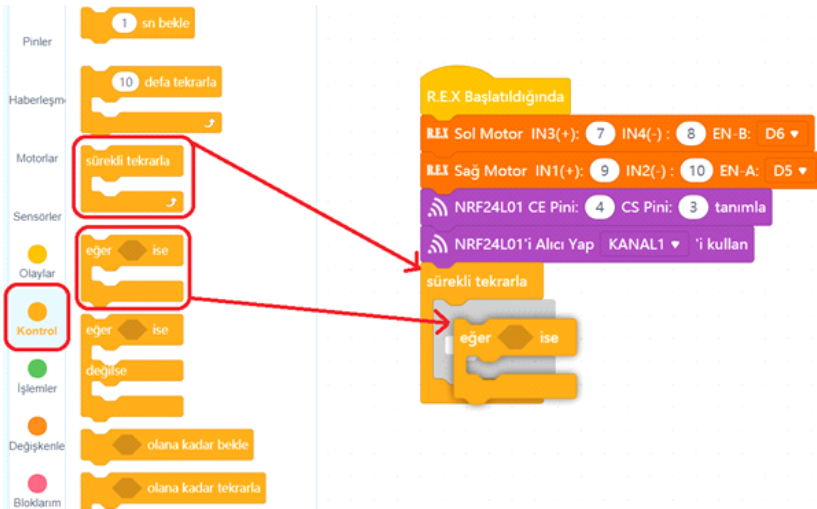 Pinler
Haberleşme
Motorlar
Sensörler
Olaylar
Kontrol
İşlemler
Değişkenle
Bloklarım
1 sn bekle
10 defa tekrarla
sürekli tekrarla
eğer ise
eğer ise
değilse
olana kadar bekle
olana kadar tekrarla
R.E.X Başlatıldığında
REX Sol Motor IN3(+): 7 IN4(-) : 8 EN-B: D6
REX Sağ Motor IN1(+): 9 IN2(-) : 10 EN-A: D5
NRF24L01 CE Pini: 4 CS Pini: 3 tanımla
NRF24L01'i Alıcı Yap KANAL1 'i kullan
sürekli tekrarla
eğer ise